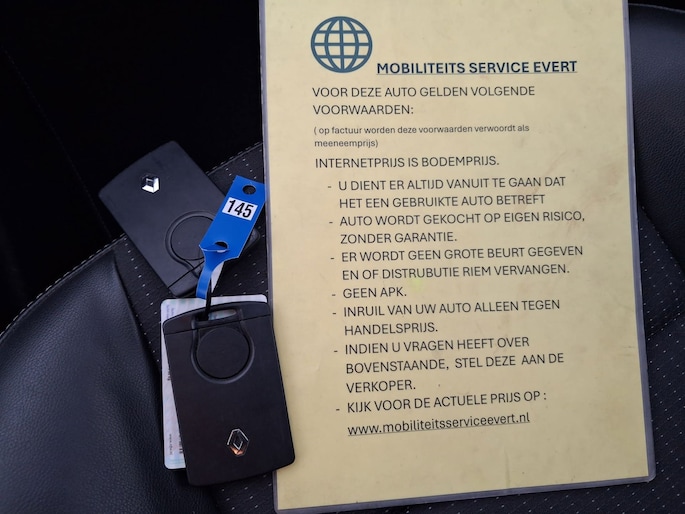 MOBILITEITS SERVICE EVERT
VOOR DEZE AUTO GELDEN VOLGENDE
VOORWAARDEN:
( op factuur worden deze voorwaarden verwoordt als
meeneemprijs)
INTERNETPRIJS IS BODEMPRIJS.
- U DIENT ER ALTIJD VANUIT TE GAAN DAT
HET EEN GEBRUIKTE AUTO BETREFT
- AUTO WORDT GEKOCHT OP EIGEN RISICO,
ZONDER GARANTIE.
- ER WORDT GEEN GROTE BEURT GEGEVEN
EN OF DISTRUBUTIE RIEM VERVANGEN.
- GEEN APK.
- INRUIL VAN UW AUTO ALLEEN TEGEN
HANDELSPRIJS.
- INDIEN U VRAGEN HEEFT OVER
BOVENSTAANDE, STEL DEZE AAN DE
VERKOPER.
- KIJK VOOR DE ACTUELE PRIJS OP :
www.mobiliteitsserviceevert.nl
145